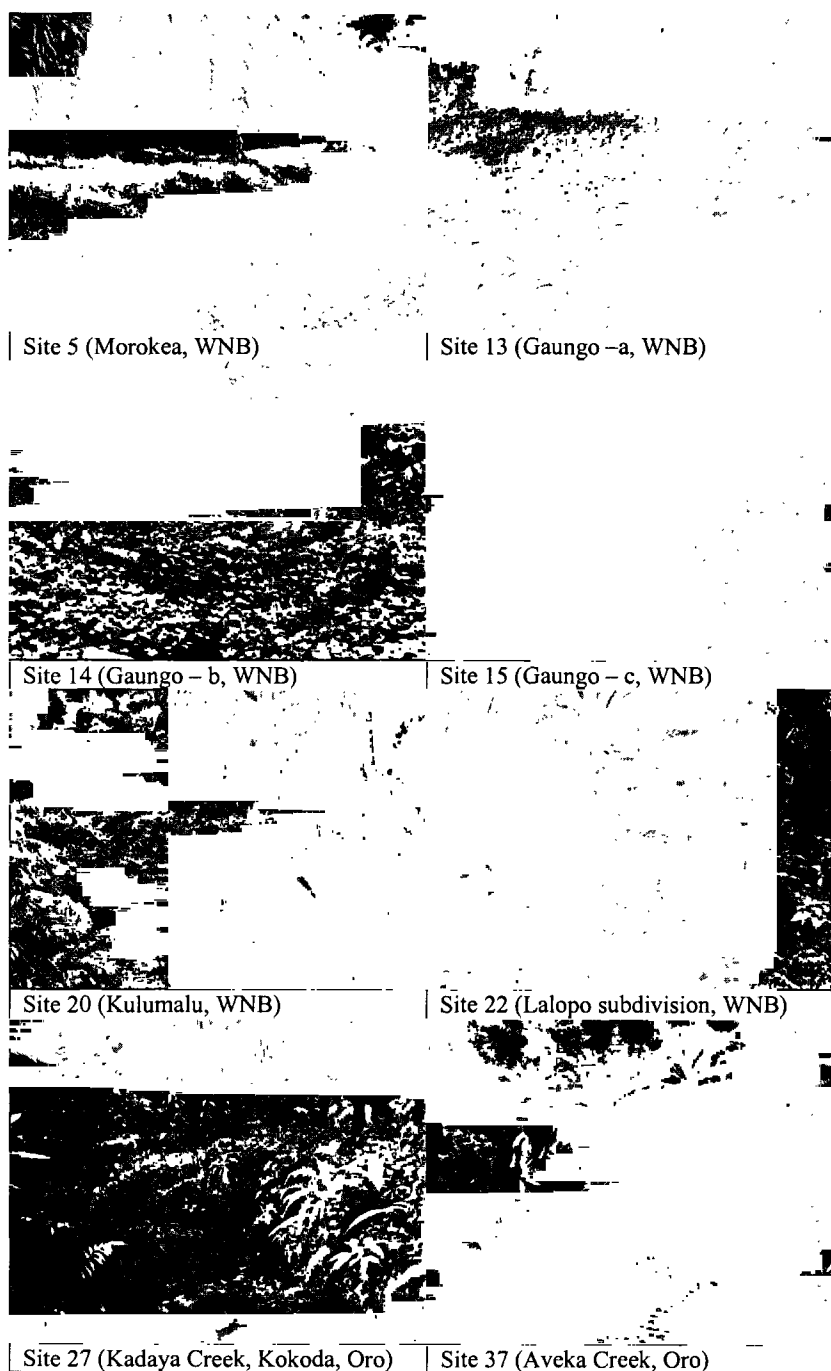 Site 5 (Morokea, WNB)
Site 13 (Gaungo –a, WNB)
Site 14 (Gaungo – b, WNB)
Site 15 (Gaungo – c, WNB)
Site 20 (Kulumalu, WNB)
Site 22 (Lalopo subdivision, WNB)
Site 27 (Kadaya Creek, Kokoda, Oro)
Site 37 (Aveka Creek, Oro)